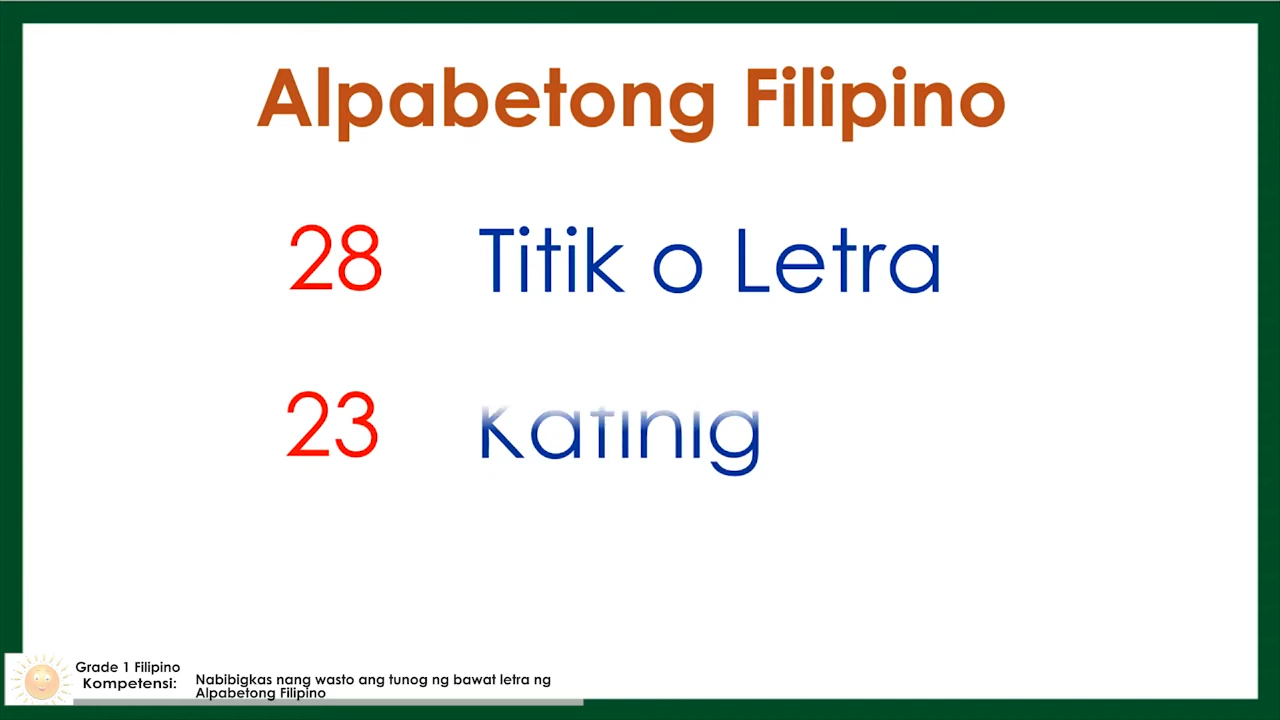 Alpabetong Filipino
28 Titik o Letra
23 Katinig
Grade 1 Filipino
Kompetensi: Nabibigkas nang wasto ang tunog ng bawat letra ng
Alpabetong Filipino